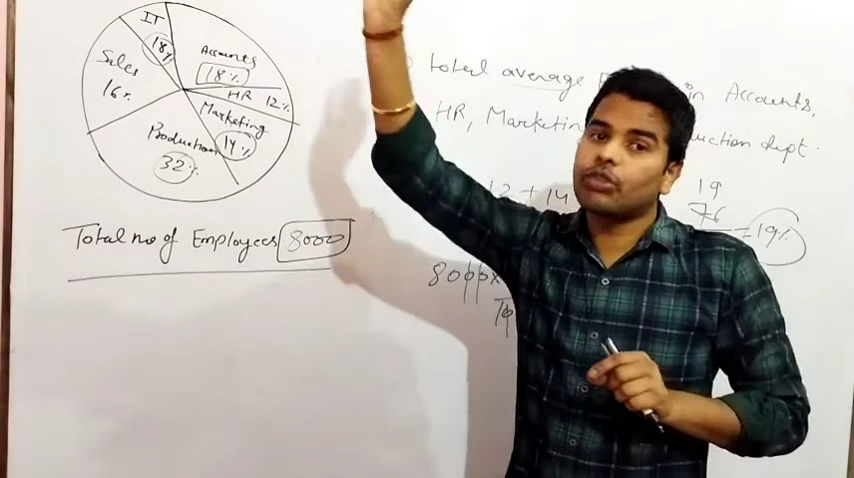 IT
18%
Accounts
18%
HR 12%
Sales
16%
Marketing
14%
Production
32%
Total no of Employees 8000
total average
in Accounts,
HR, Marketin
uction dept.
12 + 14
19
76
= 19%
8000 x